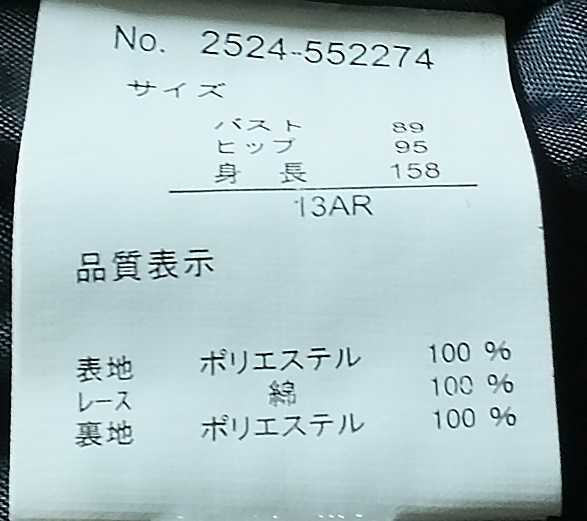 No. 2524-552274
サイズ
バスト 89
ヒップ 95
身 長 158
13AR
品質表示
表地 ポリエステル 100 %
レース 綿 100 %
裏地 ポリエステル 100 %